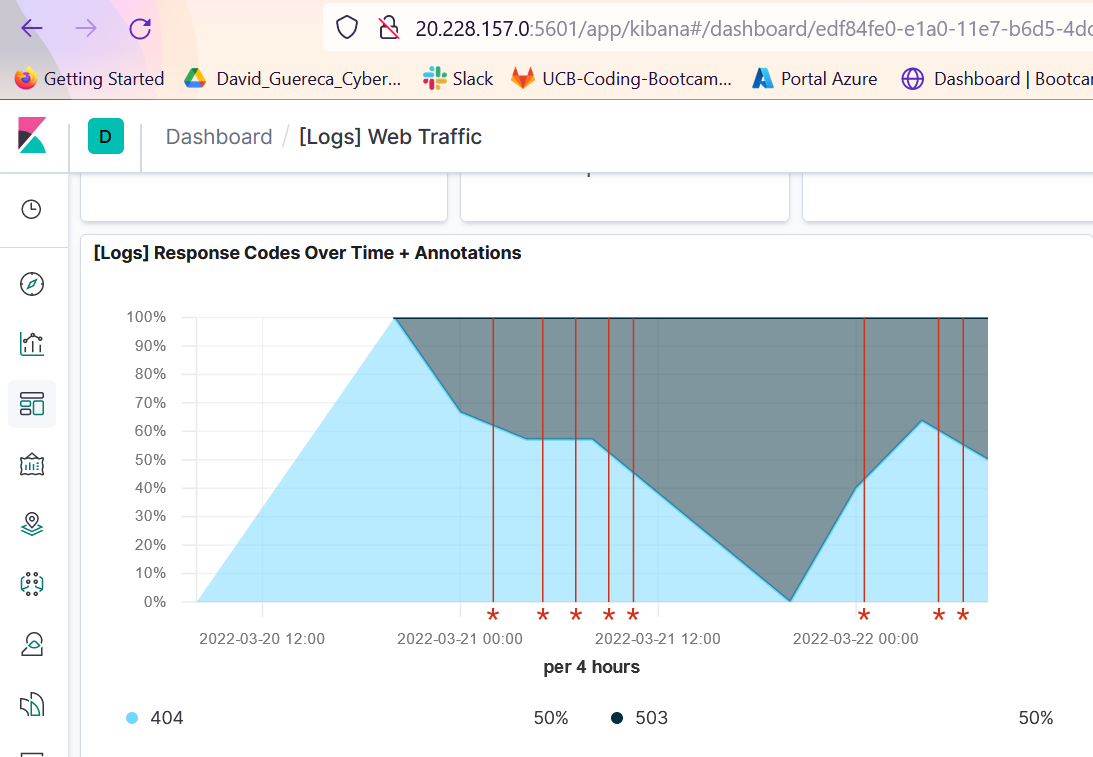 20.228.157.0:5601/app/kibana#/dashboard/edf84fe0-e1a0-11e7-b6d5-4dc
Getting Started David_Guereca_Cyber... Slack UCB-Coding-Bootcam... Portal Azure Dashboard | Bootcam
D Dashboard / [Logs] Web Traffic
[Logs] Response Codes Over Time + Annotations
100%
90%
80%
70%
60%
50%
40%
30%
20%
10%
0%
2022-03-20 12:00 2022-03-21 00:00 2022-03-21 12:00 2022-03-22 00:00
per 4 hours
404 50% 503 50%